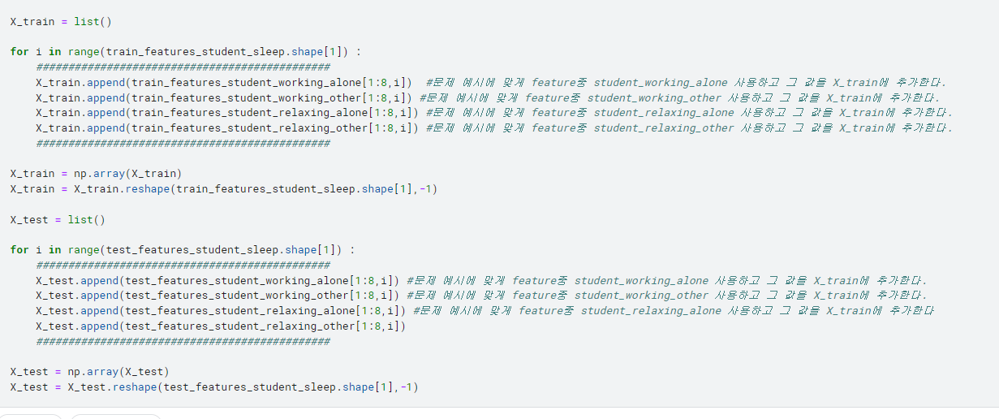 X_train = list()
for i in range(train_features_student_sleep.shape[1]) :
##############################################
X_train.append(train_features_student_working_alone[1:8,i])  #문제 예시에 맞게 feature중 student_working_alone 사용하고 그 값을 X_train에 추가한다.
X_train.append(train_features_student_working_other[1:8,i]) #문제 예시에 맞게 feature중 student_working_other 사용하고 그 값을 X_train에 추가한다.
X_train.append(train_features_student_relaxing_alone[1:8,i]) #문제 예시에 맞게 feature중 student_relaxing_alone 사용하고 그 값을 X_train에 추가한다.
X_train.append(train_features_student_relaxing_other[1:8,i]) #문제 예시에 맞게 feature중 student_relaxing_other 사용하고 그 값을 X_train에 추가한다.
##############################################
X_train = np.array(X_train)
X_train = X_train.reshape(train_features_student_sleep.shape[1],-1)
X_test = list()
for i in range(test_features_student_sleep.shape[1]) :
##############################################
X_test.append(test_features_student_working_alone[1:8,i]) #문제 예시에 맞게 feature중 student_working_alone 사용하고 그 값을 X_train에 추가한다.
X_test.append(test_features_student_working_other[1:8,i]) #문제 예시에 맞게 feature중 student_working_other 사용하고 그 값을 X_train에 추가한다.
X_test.append(test_features_student_relaxing_alone[1:8,i]) #문제 예시에 맞게 feature중 student_relaxing_alone 사용하고 그 값을 X_train에 추가한다
X_test.append(test_features_student_relaxing_other[1:8,i])
##############################################
X_test = np.array(X_test)
X_test = X_test.reshape(test_features_student_sleep.shape[1],-1)